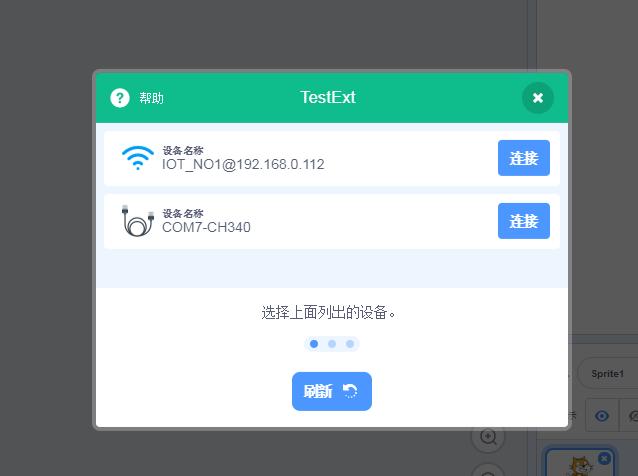 帮助
TestExt
设备名称
IOT_NO1@192.168.0.112
连接
设备名称
COM7-CH340
连接
选择上面列出的设备。
刷新
Sprite1